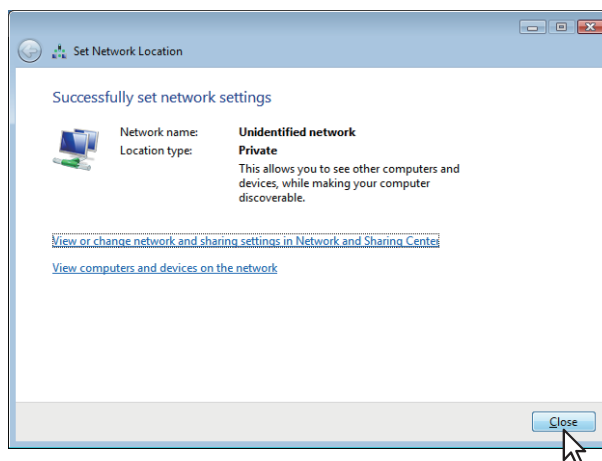 Set Network Location
Successfully set network settings
Network name: Unidentified network
Location type: Private
This allows you to see other computers and
devices, while making your computer
discoverable.
View or change network and sharing settings in Network and Sharing Center
View computers and devices on the network
Close